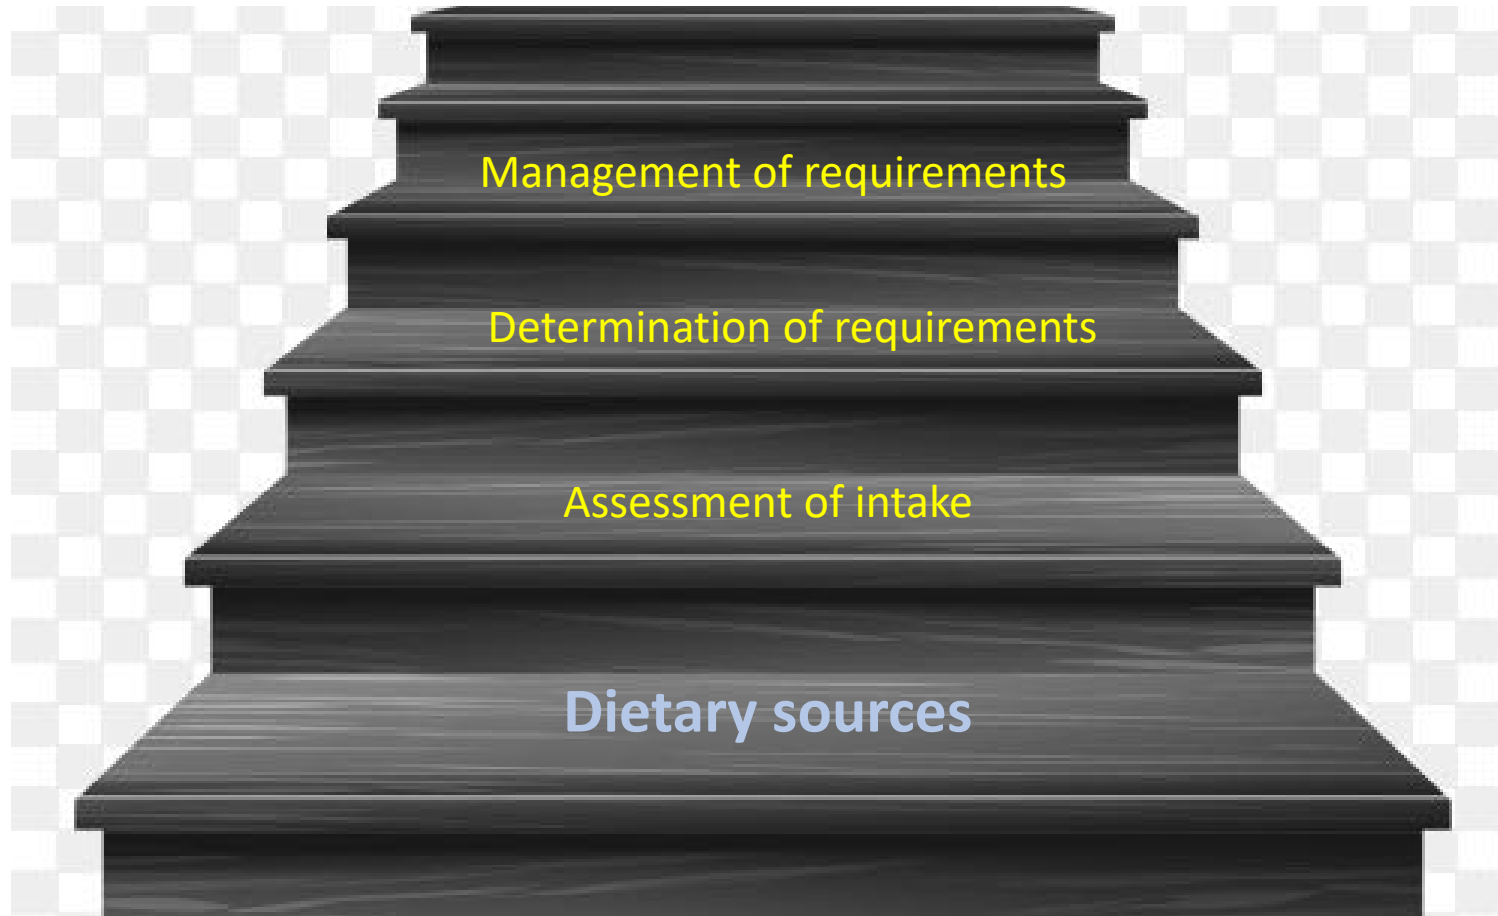 Management of requirements
Determination of requirements
Assessment of intake
Dietary sources